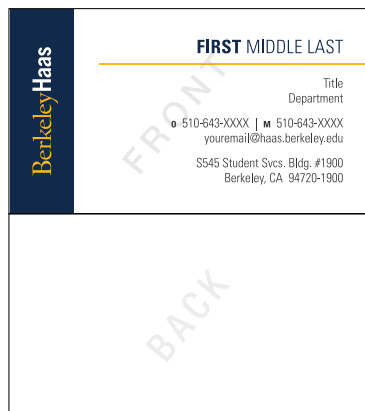 BerkeleyHaas
FIRST MIDDLE LAST
Title
Department
O 510-643-XXXX | M 510-643-XXXX
youremail@haas.berkeley.edu
S545 Student Svcs. Bldg. #1900
Berkeley, CA 94720-1900
FRONT
BACK